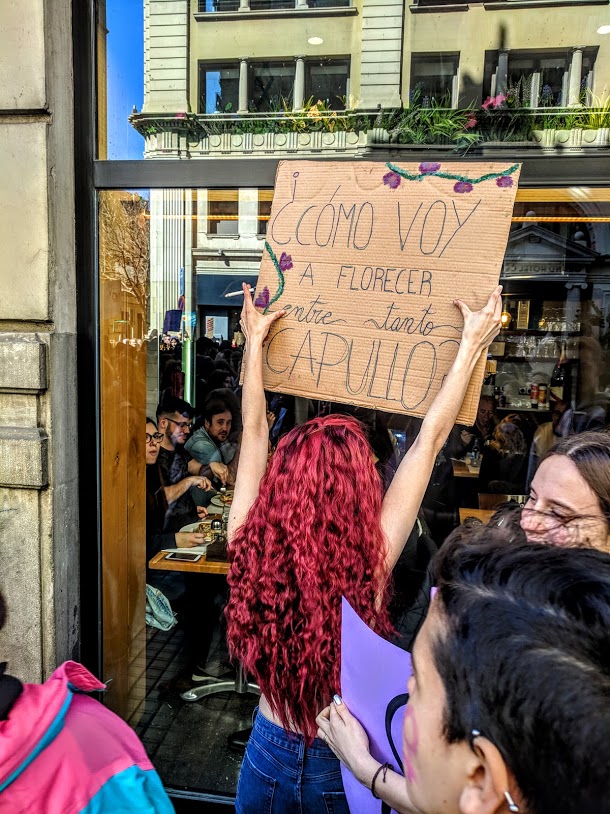 ¿CÓMO VOY
A FLORECER
entre tanto
CAPULLO?